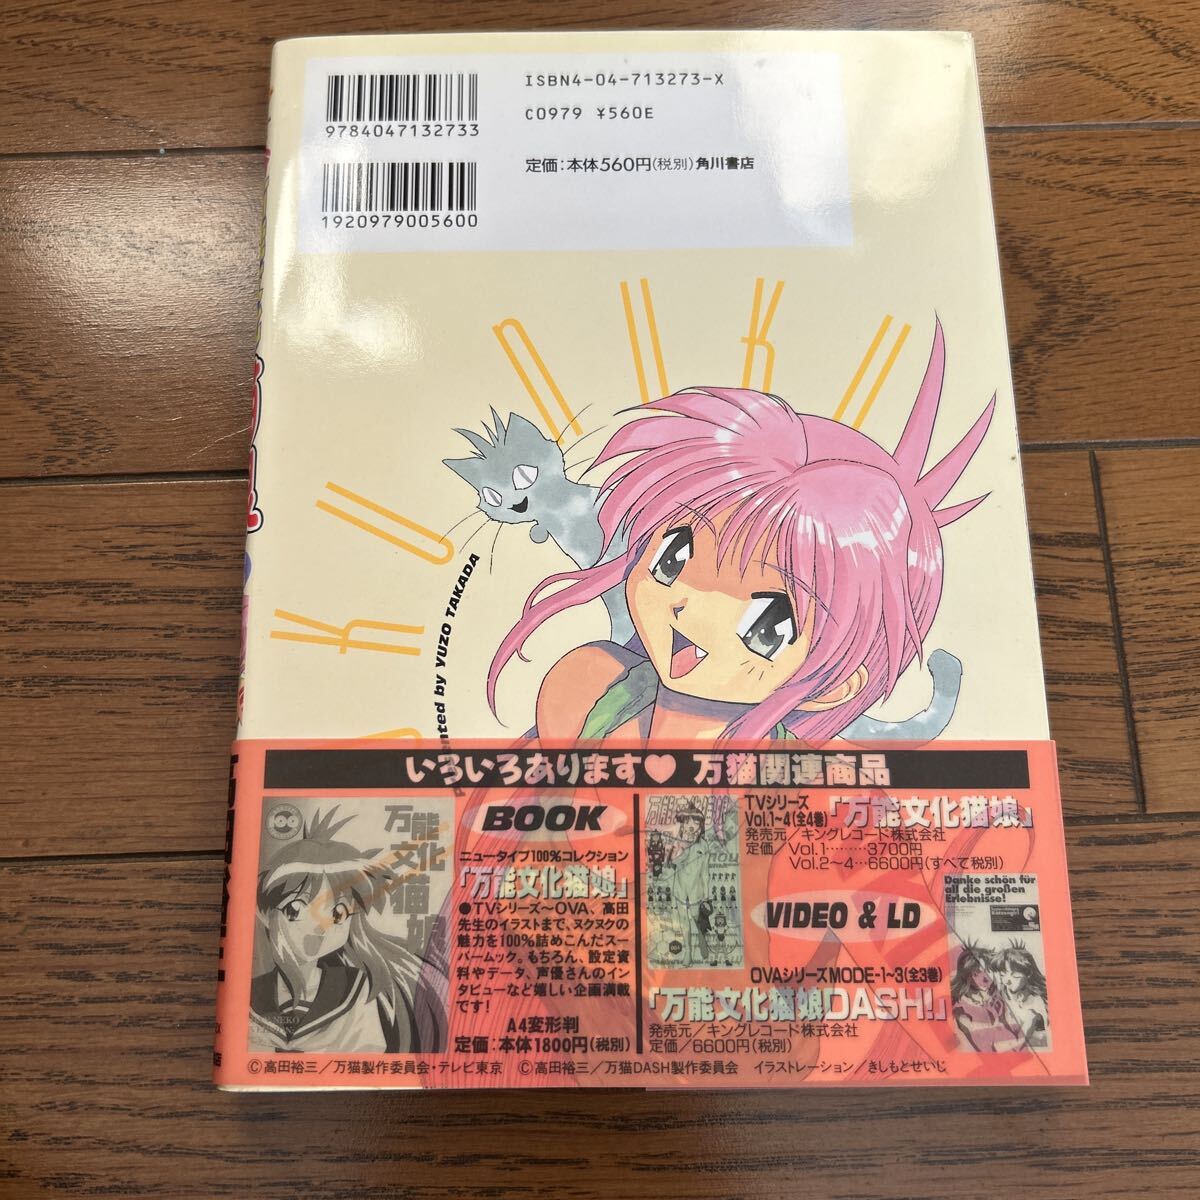 ISBN4-04-713273-X
C0979 ¥560E
定価：本体560円（税別）角川書店
9784047132733
1920979005600
nuku
nuku
by YUZO TAKADA
いろいろあります♥ 万猫関連商品
BOOK
ニュータイプ100％コレクション
「万能文化猫娘」
●TVシリーズ～OVA、高田
先生のイラストまで、ヌクヌクの
魅力を100％詰めこんだスー
パームック。もちろん、設定資
料やデータ、声優さんのイン
タビューなど嬉しい企画満載
です！
A4変形判
定価：本体1800円（税別）
万能文化猫娘
TVシリーズ
Vol.1～4（全4巻）「万能文化猫娘」
発売元／キングレコード株式会社
定価／Vol.1………3700円
Vol.2～4…6600円（すべて税別）
Danke schön für
all die großen
Erlebnisse!
VIDEO & LD
OVAシリーズMODE-1～3（全3巻）
「万能文化猫娘DASH!」
発売元／キングレコード株式会社
定価／6600円（税別）
Ⓒ高田裕三／万猫製作委員会・テレビ東京　Ⓒ高田裕三／万猫DASH製作委員会　イラストレーション／きしもとせいじ